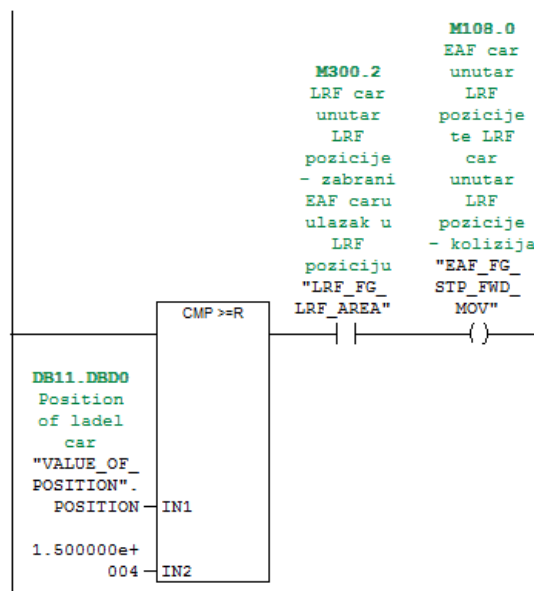 M108.0
EAF car
unutar
LRF
pozicije
te LRF
car
unutar
LRF
pozicije
- kolizija
"EAF_FG_
STP_FWD_
MOV"
M300.2
LRF car
unutar
LRF
pozicije
- zabrani
EAF caru
ulazak u
LRF
poziciju
"LRF_FG_
LRF_AREA"
CMP >=R
DB11.DBD0
Position
of ladel
car
"VALUE_OF_
POSITION".
POSITION
IN1
1.500000e+
004
IN2